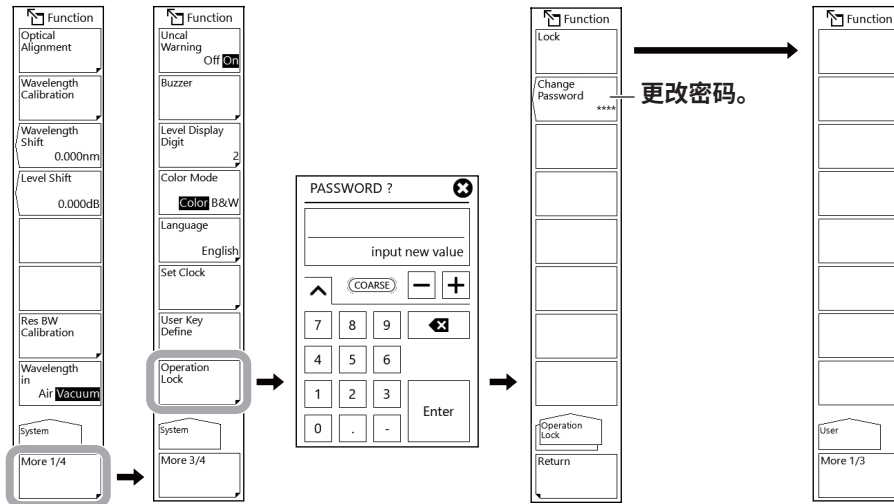 Function
Optical
Alignment
Wavelength
Calibration
Wavelength
Shift
0.000nm
Level Shift
0.000dB
Res BW
Calibration
Wavelength
in
Air Vacuum
System
More 1/4
Function
Uncal
Warning
Off On
Buzzer
Level Display
Digit
2
Color Mode
Color B&W
Language
English
Set Clock
User Key
Define
Operation
Lock
System
More 3/4
PASSWORD ?
input new value
COARSE
7 8 9
4 5 6
1 2 3
Enter
0 . -
Function
Lock
Change
Password
****
更改密码。
Operation
Lock
Return
Function
User
More 1/3